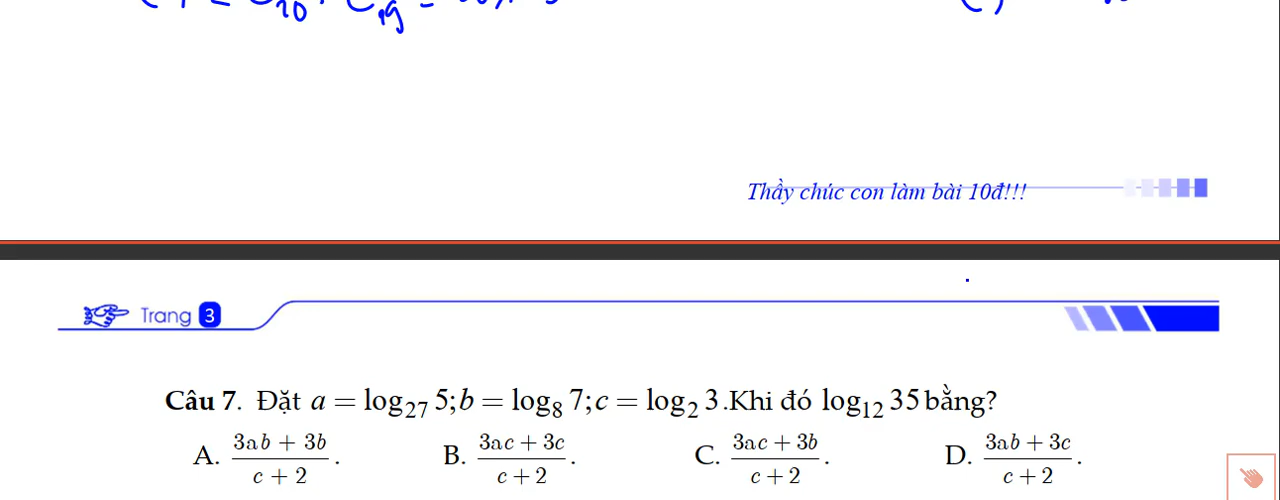 Thầy chúc con làm bài 10đ!!!
Trang 3
Câu 7. Đặt a = log₂₇ 5; b = log₈ 7; c = log₂ 3. Khi đó log₁₂ 35 bằng?
A. (3ab + 3b)/(c + 2). B. (3ac + 3c)/(c + 2). C. (3ac + 3b)/(c + 2). D. (3ab + 3c)/(c + 2).